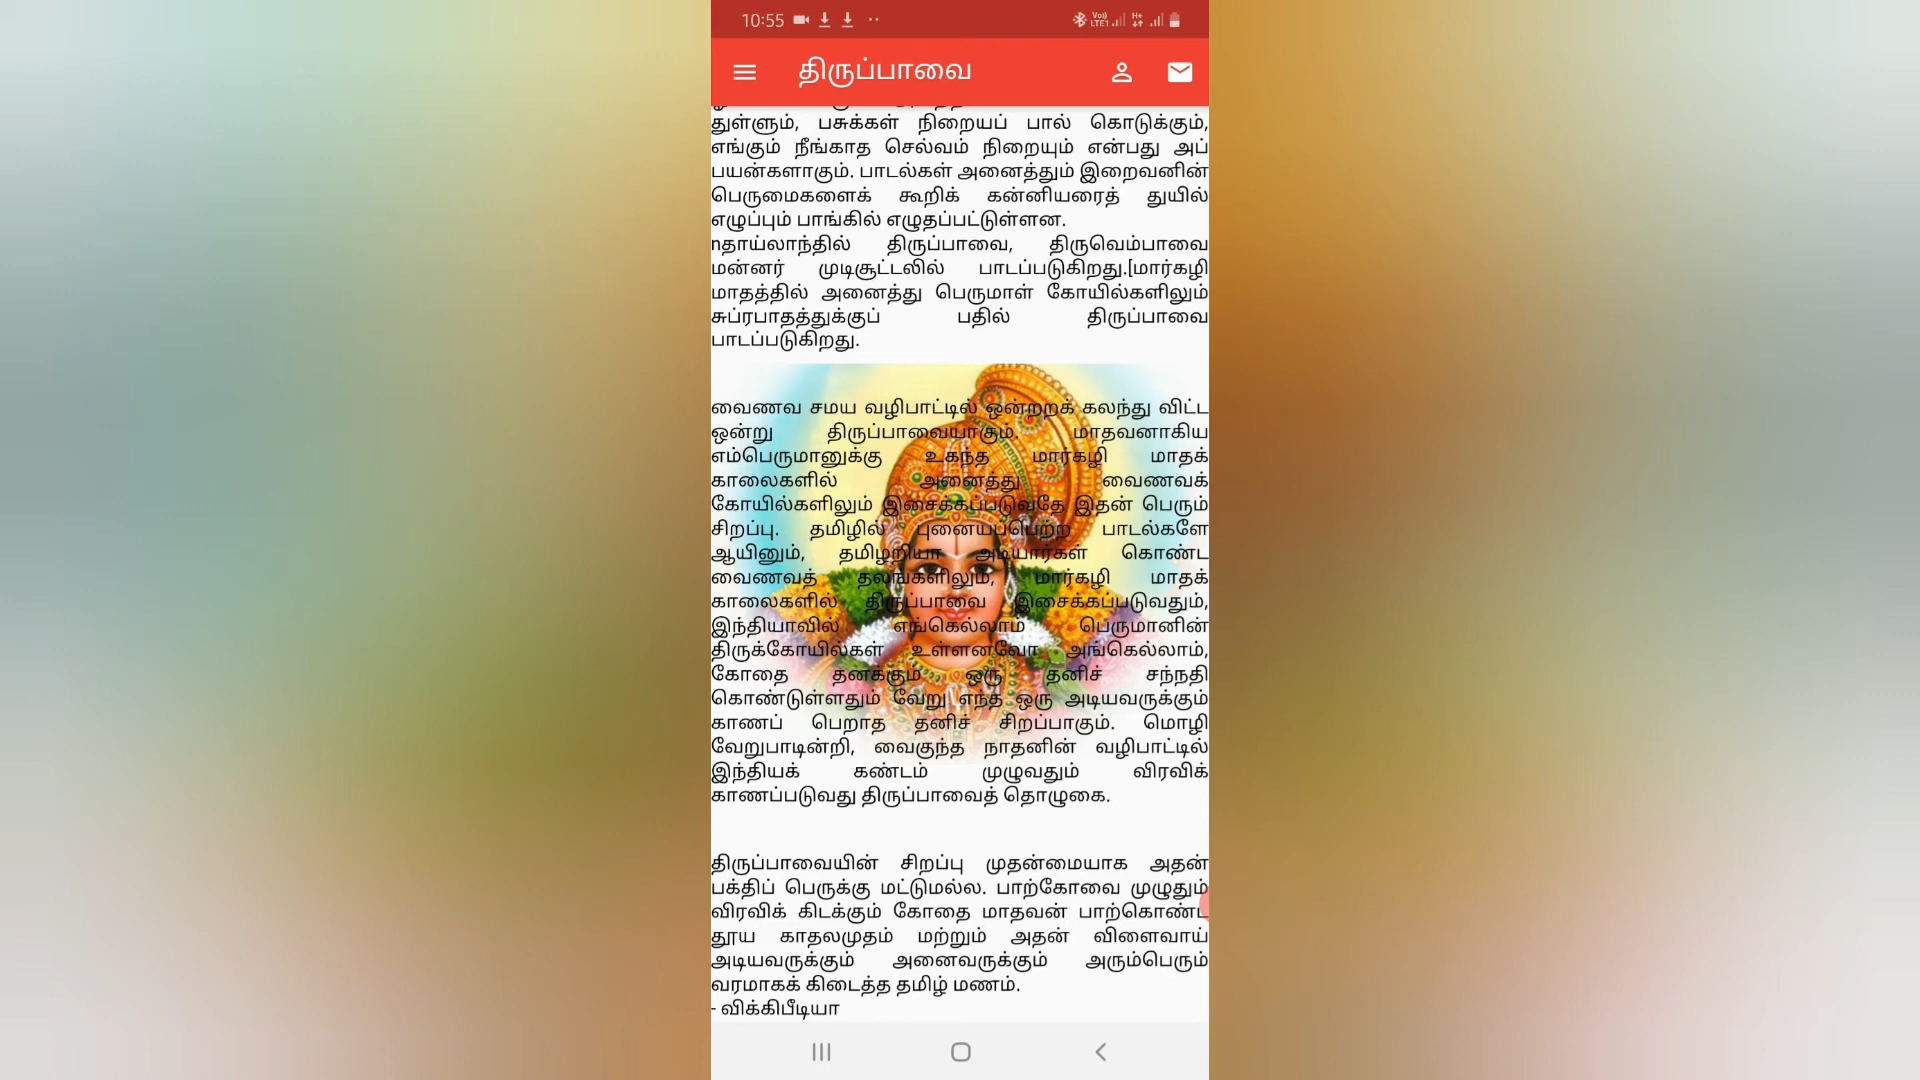 10:55
VoLTE1
H+
திருப்பாவை
துள்ளும், பசுக்கள் நிறையப் பால் கொடுக்கும்,
எங்கும் நீங்காத செல்வம் நிறையும் என்பது அப்
பயன்களாகும். பாடல்கள் அனைத்தும் இறைவனின்
பெருமைகளைக் கூறிக் கன்னியரைத் துயில்
எழுப்பும் பாங்கில் எழுதப்பட்டுள்ளன.
nதாய்லாந்தில் திருப்பாவை, திருவெம்பாவை
மன்னர் முடிசூட்டலில் பாடப்படுகிறது.[மார்கழி
மாதத்தில் அனைத்து பெருமாள் கோயில்களிலும்
சுப்ரபாதத்துக்குப் பதில் திருப்பாவை
பாடப்படுகிறது.
வைணவ சமய வழிபாட்டில் ஒன்றறக் கலந்து விட்ட
ஒன்று திருப்பாவையாகும். மாதவனாகிய
எம்பெருமானுக்கு உகந்த மார்கழி மாதக்
காலைகளில் அனைத்து வைணவக்
கோயில்களிலும் இசைக்கப்படுவதே இதன் பெரும்
சிறப்பு. தமிழில் புனையப்பெற்ற பாடல்களே
ஆயினும், தமிழறியா அடியார்கள் கொண்ட
வைணவத் தலங்களிலும், மார்கழி மாதக்
காலைகளில் திருப்பாவை இசைக்கப்படுவதும்,
இந்தியாவில் எங்கெல்லாம் பெருமானின்
திருக்கோயில்கள் உள்ளனவோ அங்கெல்லாம்,
கோதை தனக்கும் ஒரு தனிச் சந்நதி
கொண்டுள்ளதும் வேறு எந்த ஒரு அடியவருக்கும்
காணப் பெறாத தனிச் சிறப்பாகும். மொழி
வேறுபாடின்றி, வைகுந்த நாதனின் வழிபாட்டில்
இந்தியக் கண்டம் முழுவதும் விரவிக்
காணப்படுவது திருப்பாவைத் தொழுகை.
திருப்பாவையின் சிறப்பு முதன்மையாக அதன்
பக்திப் பெருக்கு மட்டுமல்ல. பாற்கோவை முழுதும்
விரவிக் கிடக்கும் கோதை மாதவன் பாற்கொண்ட
தூய காதலமுதம் மற்றும் அதன் விளைவாய்
அடியவருக்கும் அனைவருக்கும் அரும்பெரும்
வரமாகக் கிடைத்த தமிழ் மணம்.
- விக்கிபீடியா